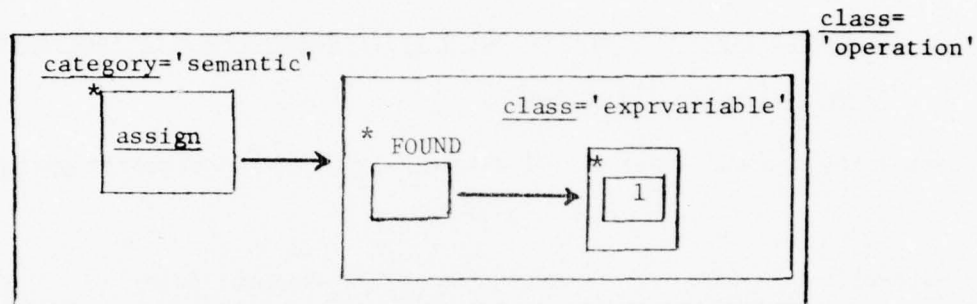 class=
'operation'
category='semantic'
*
assign
class='exprvariable'
* FOUND
*
1